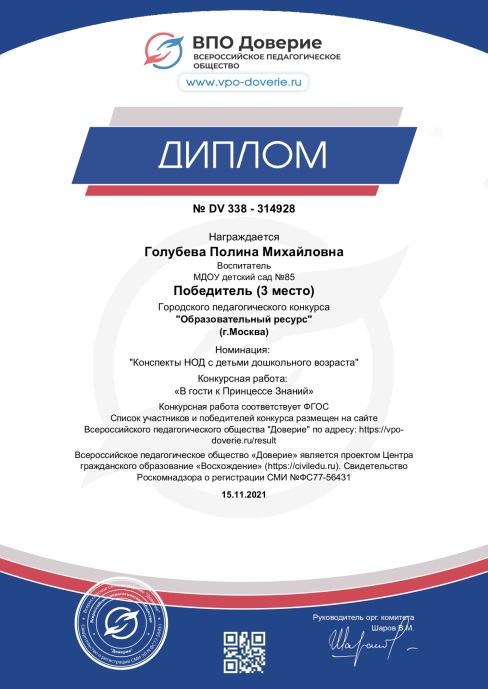 ВПО Доверие
ВСЕРОССИЙСКОЕ ПЕДАГОГИЧЕСКОЕ
ОБЩЕСТВО
www.vpo-doverie.ru
ДИПЛОМ
№ DV 338 - 314928
Награждается
Голубева Полина Михайловна
Воспитатель
МДОУ детский сад №85
Победитель (3 место)
Городского педагогического конкурса
"Образовательный ресурс"
(г.Москва)
Номинация:
"Конспекты НОД с детьми дошкольного возраста"
Конкурсная работа:
«В гости к Принцессе Знаний»
Конкурсная работа соответствует ФГОС
Список участников и победителей конкурса размещен на сайте
Всероссийского педагогического общества "Доверие" по адресу: https://vpo-
doverie.ru/result
Всероссийское педагогическое общество «Доверие» является проектом Центра
гражданского образование «Восхождение» (https://civiledu.ru). Свидетельство
Роскомнадзора о регистрации СМИ №ФС77-56431
15.11.2021
Руководитель орг. комитета
Шаров В.М.